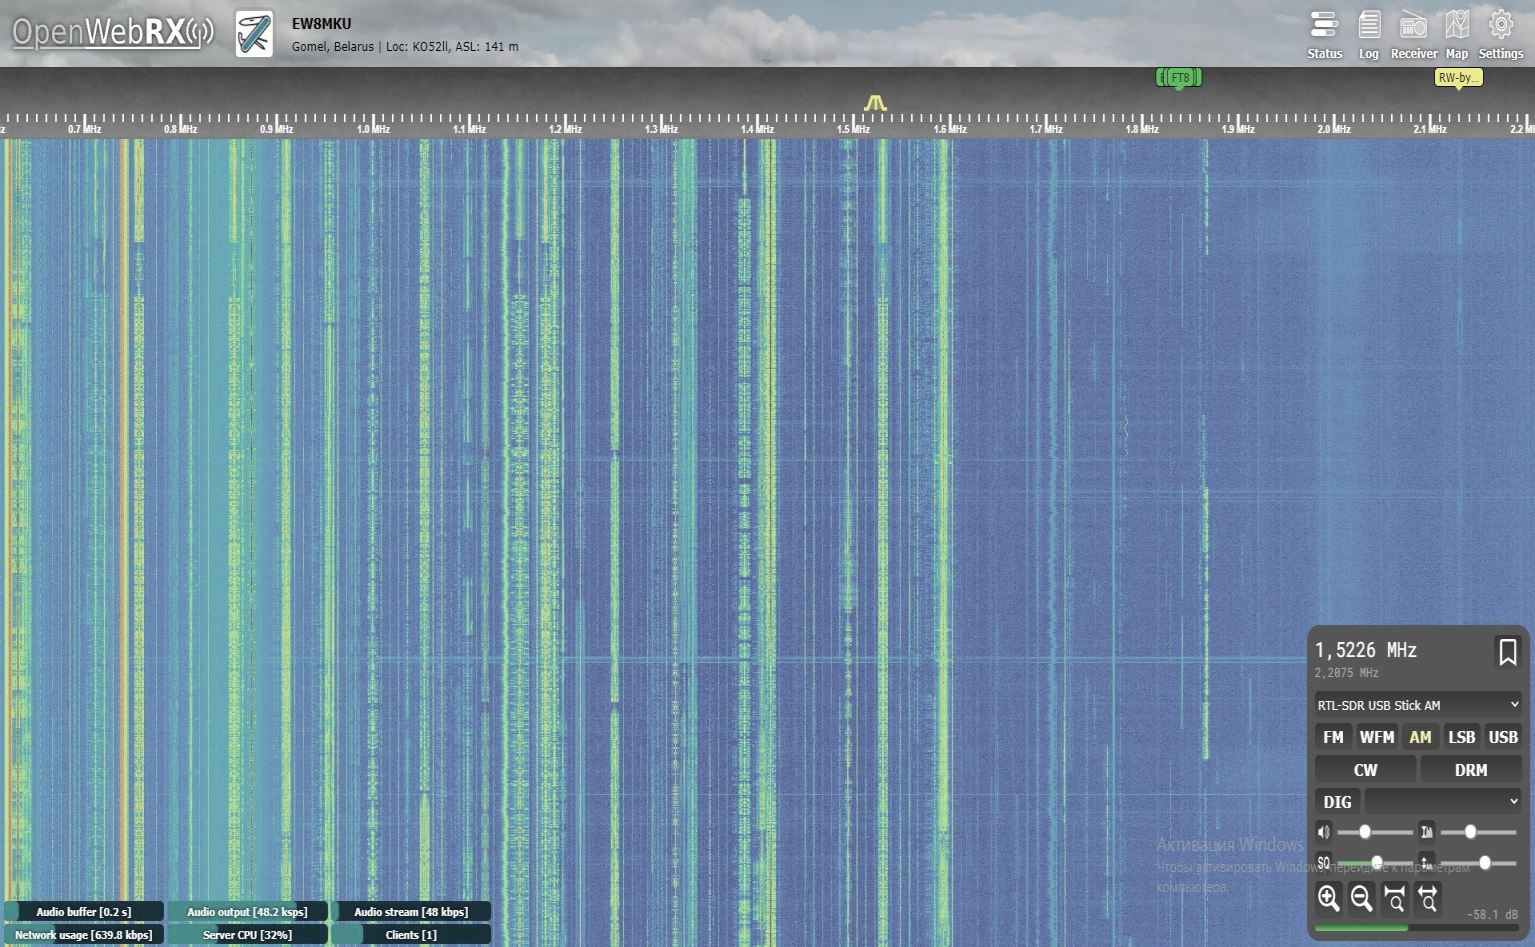 OpenWebRX
EW8MKU
Gomel, Belarus | Loc: KO52ll, ASL: 141 m
Status
Log
Receiver
Map
Settings
FT8
RW-by...
0.7 MHz
0.8 MHz
0.9 MHz
1.0 MHz
1.1 MHz
1.2 MHz
1.3 MHz
1.4 MHz
1.5 MHz
1.6 MHz
1.7 MHz
1.8 MHz
1.9 MHz
2.0 MHz
2.1 MHz
2.2 M
1,5226 MHz
2,2075 MHz
RTL-SDR USB Stick AM
FM WFM AM LSB USB
CW DRM
DIG
SQ
-58.1 dB
Активация Windows
Чтобы активировать Windows, перейдите к параметрам
компьютера.
Audio buffer [0.2 s]
Audio output [48.2 ksps]
Audio stream [48 kbps]
Network usage [639.8 kbps]
Server CPU [32%]
Clients [1]